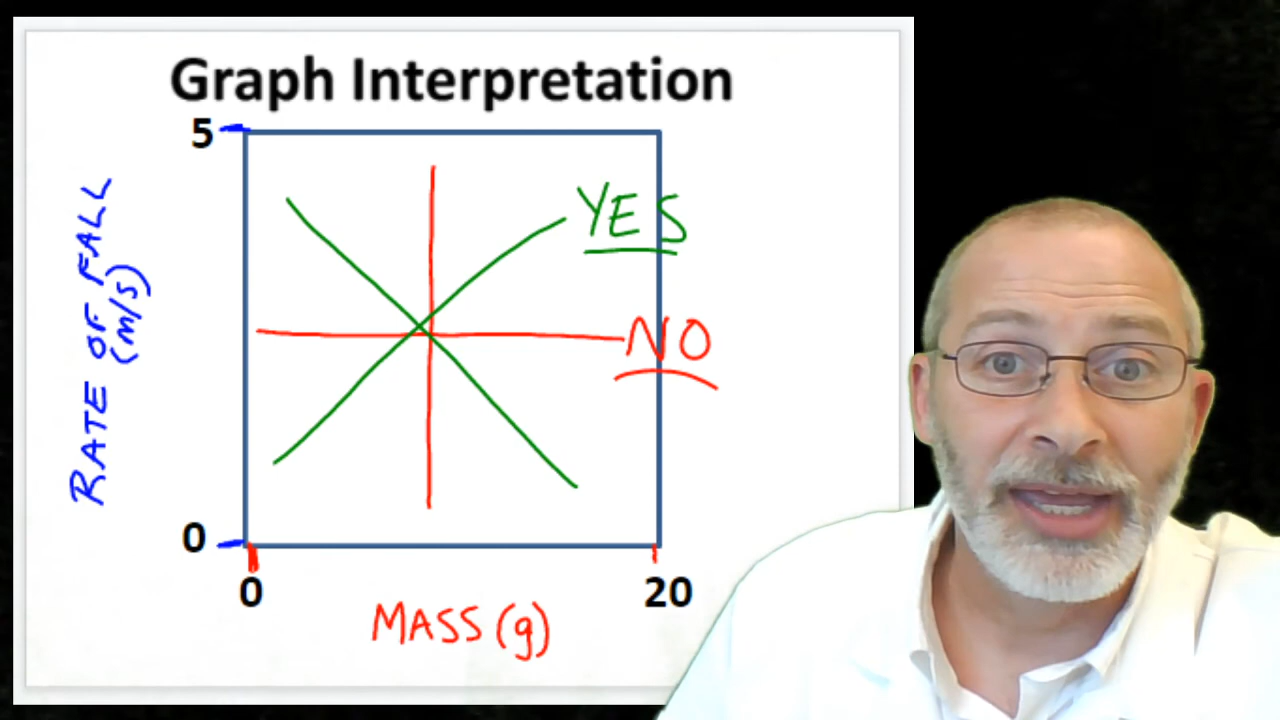 Graph Interpretation
5
YES
RATE OF FALL
(m/s)
NO
0
0
20
MASS (g)